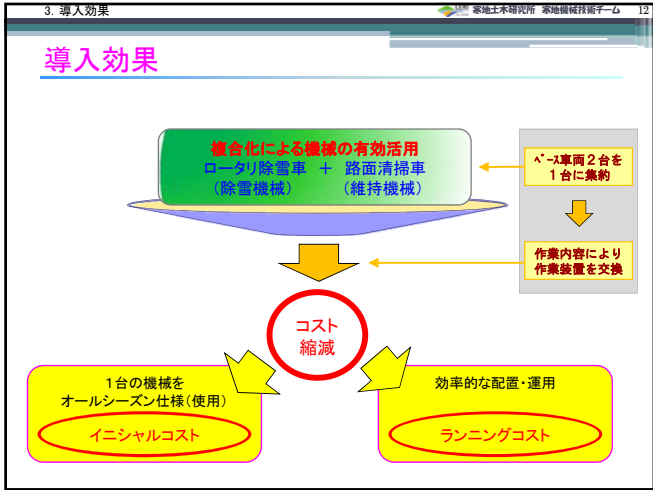 3. 導入効果
寒地土木研究所 寒地機械技術チーム 12
導入効果
複合化による機械の有効活用
ロータリ除雪車 ＋ 路面清掃車
(除雪機械) (維持機械)
ﾍﾞｰｽ車両２台を
１台に集約
作業内容により
作業装置を交換
コスト
縮減
1台の機械を
オールシーズン仕様(使用)
イニシャルコスト
効率的な配置・運用
ランニングコスト